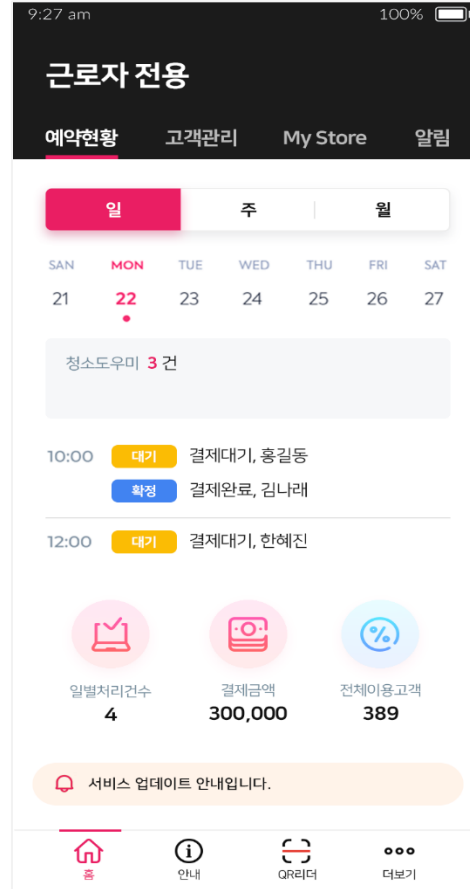 9:27 am 100%
근로자 전용
예약현황 고객관리 My Store 알림
일 주 월
SAN MON TUE WED THU FRI SAT
21 22 23 24 25 26 27
청소도우미 3 건
10:00 대기 결제대기, 홍길동
확정 결제완료, 김나래
12:00 대기 결제대기, 한혜진
일별처리건수 결제금액 전체이용고객
4 300,000 389
서비스 업데이트 안내입니다.
홈 안내 QR리더 더보기